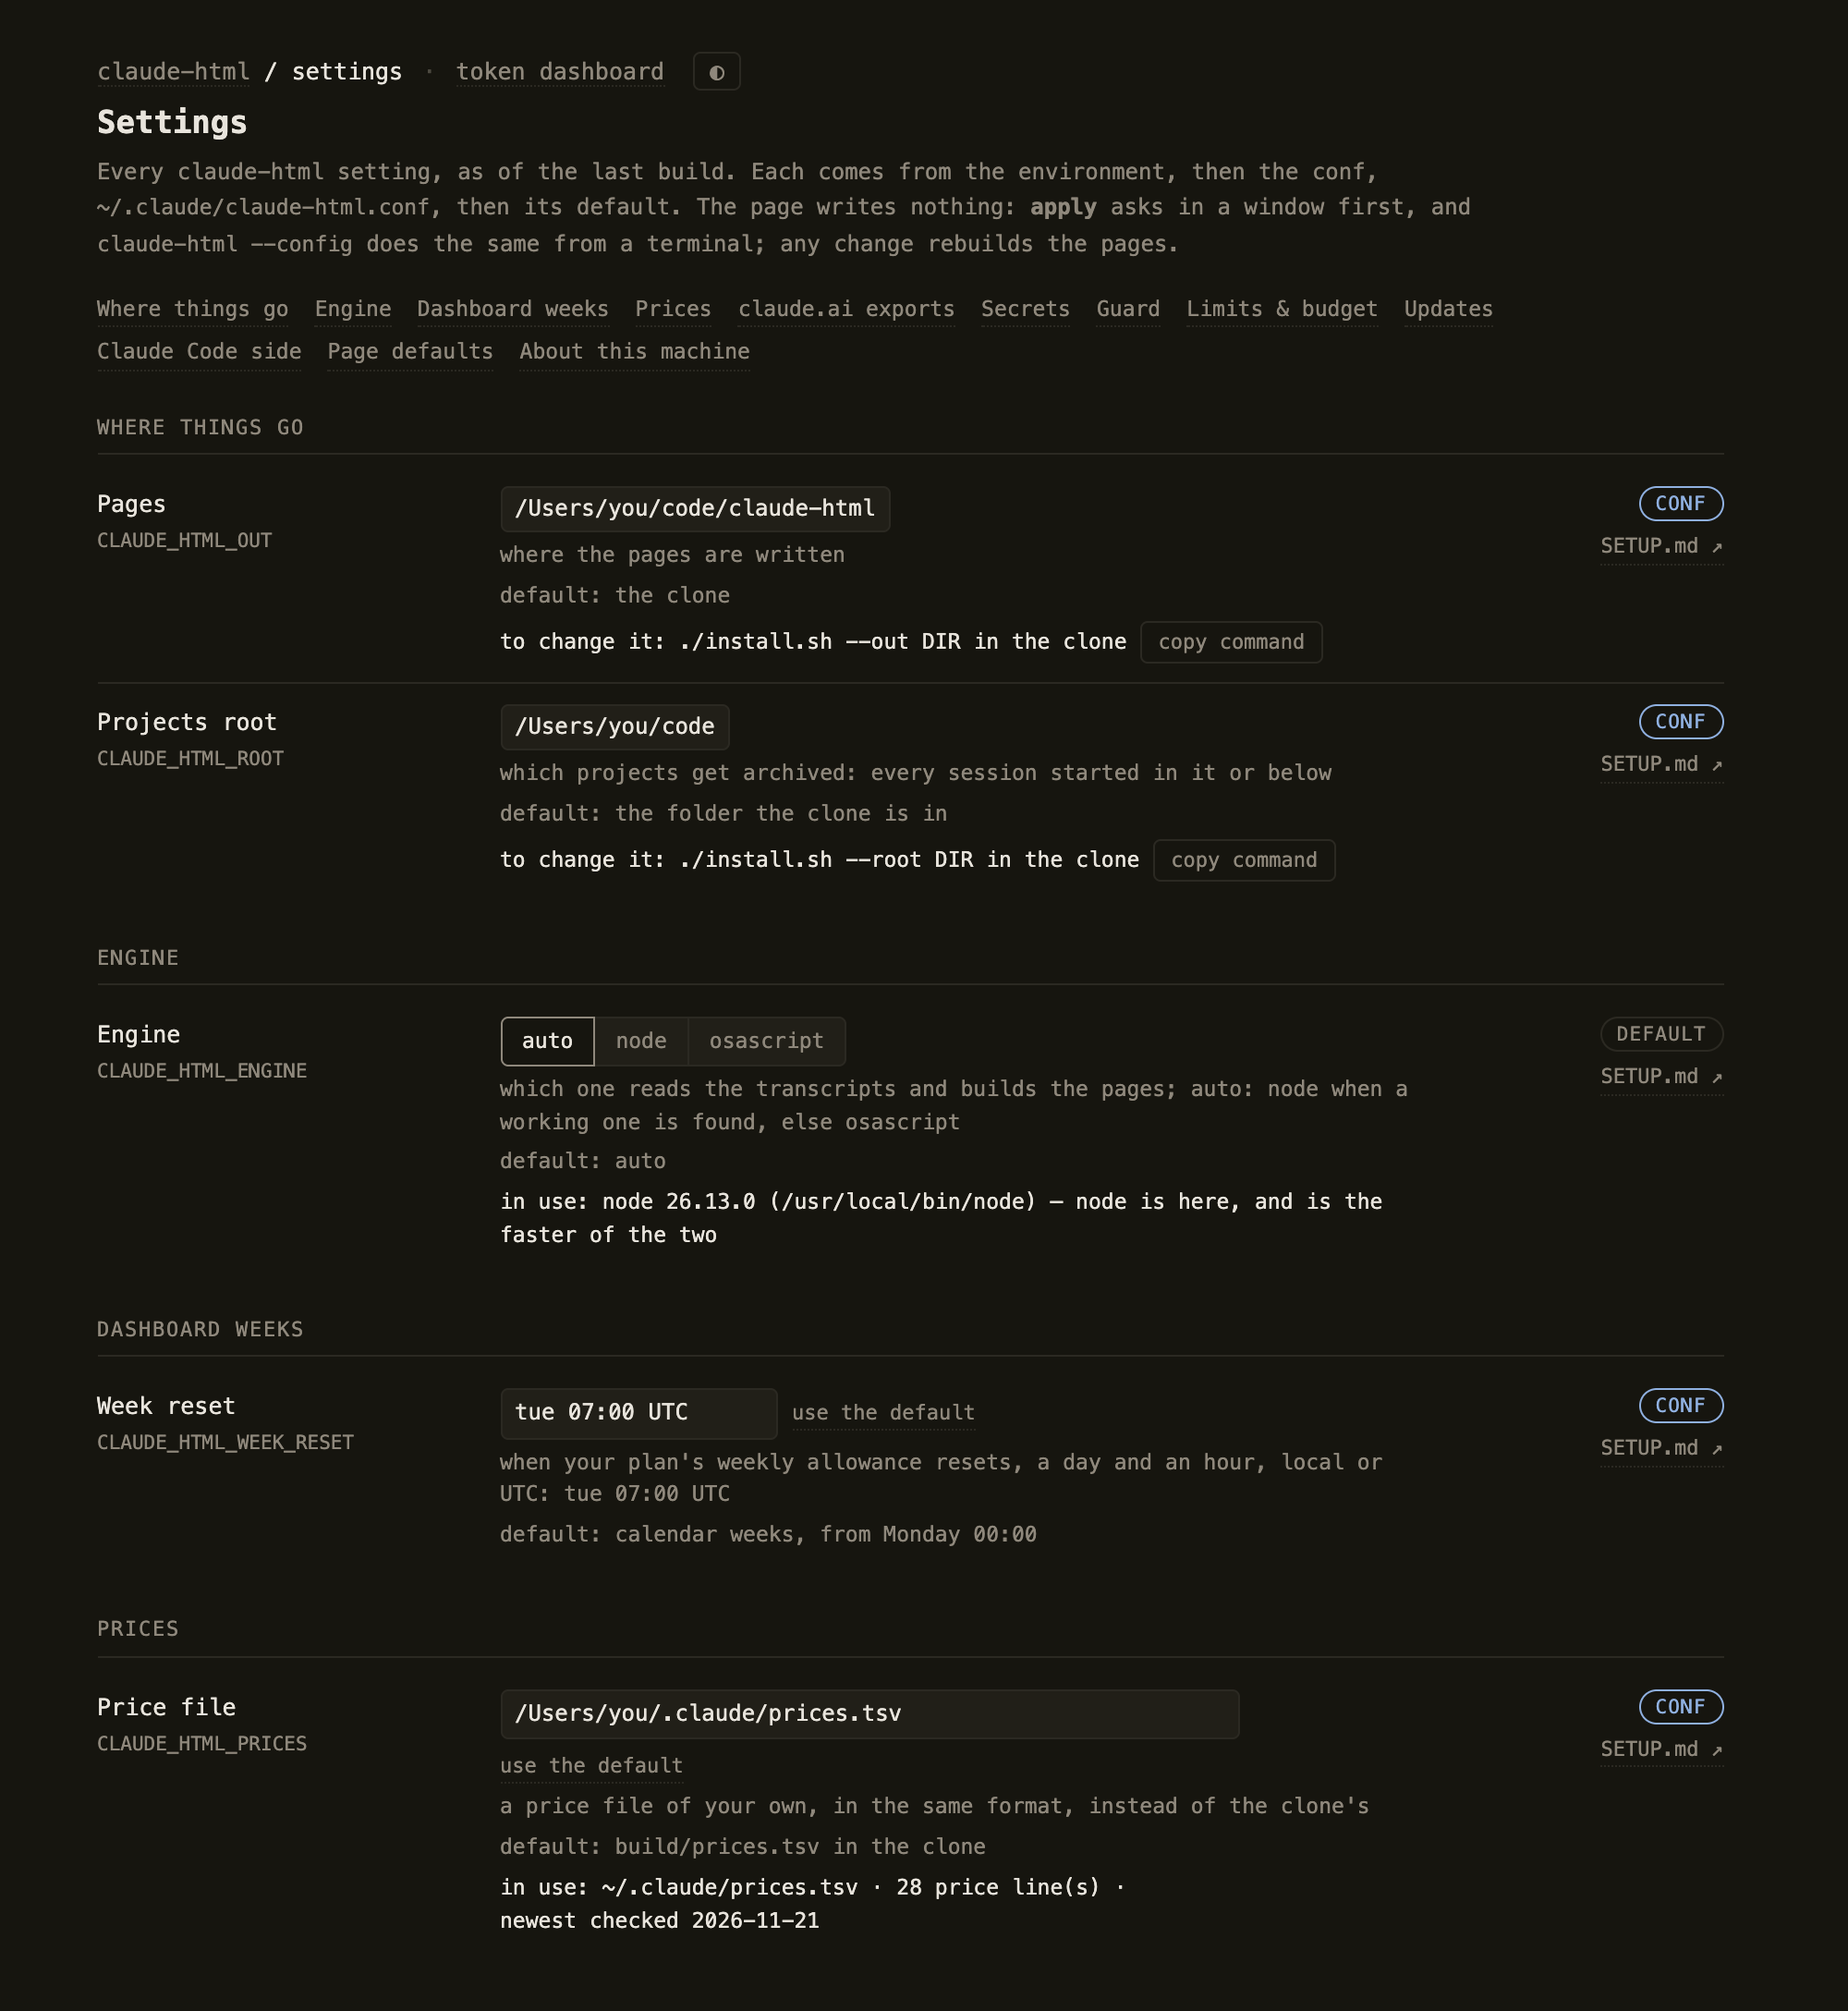 claude-html / settings · token dashboard ◐
Settings
Every claude-html setting, as of the last build. Each comes from the environment, then the conf,
~/.claude/claude-html.conf, then its default. The page writes nothing: apply asks in a window first, and
claude-html --config does the same from a terminal; any change rebuilds the pages.
Where things go Engine Dashboard weeks Prices claude.ai exports Secrets Guard Limits & budget Updates
Claude Code side Page defaults About this machine
WHERE THINGS GO
Pages
CLAUDE_HTML_OUT
/Users/you/code/claude-html
where the pages are written
default: the clone
to change it: ./install.sh --out DIR in the clone copy command
CONF
SETUP.md ↗
Projects root
CLAUDE_HTML_ROOT
/Users/you/code
which projects get archived: every session started in it or below
default: the folder the clone is in
to change it: ./install.sh --root DIR in the clone copy command
CONF
SETUP.md ↗
ENGINE
Engine
CLAUDE_HTML_ENGINE
auto node osascript
which one reads the transcripts and builds the pages; auto: node when a
working one is found, else osascript
default: auto
in use: node 26.13.0 (/usr/local/bin/node) — node is here, and is the
faster of the two
DEFAULT
SETUP.md ↗
DASHBOARD WEEKS
Week reset
CLAUDE_HTML_WEEK_RESET
tue 07:00 UTC use the default
when your plan's weekly allowance resets, a day and an hour, local or
UTC: tue 07:00 UTC
default: calendar weeks, from Monday 00:00
CONF
SETUP.md ↗
PRICES
Price file
CLAUDE_HTML_PRICES
/Users/you/.claude/prices.tsv
use the default
a price file of your own, in the same format, instead of the clone's
default: build/prices.tsv in the clone
in use: ~/.claude/prices.tsv · 28 price line(s) ·
newest checked 2026-11-21
CONF
SETUP.md ↗